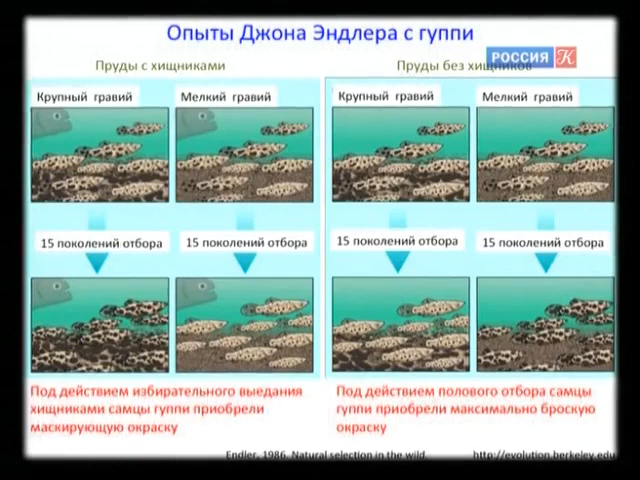 Опыты Джона Эндлера с гуппи
РОССИЯ К
Пруды с хищниками
Пруды без хищников
Крупный гравий
Мелкий гравий
Крупный гравий
Мелкий гравий
15 поколений отбора
15 поколений отбора
15 поколений отбора
15 поколений отбора
Под действием избирательного выедания
хищниками самцы гуппи приобрели
маскирующую окраску
Под действием полового отбора самцы
гуппи приобрели максимально броскую
окраску
Endler, 1986. Natural selection in the wild
http://evolution.berkeley.edu